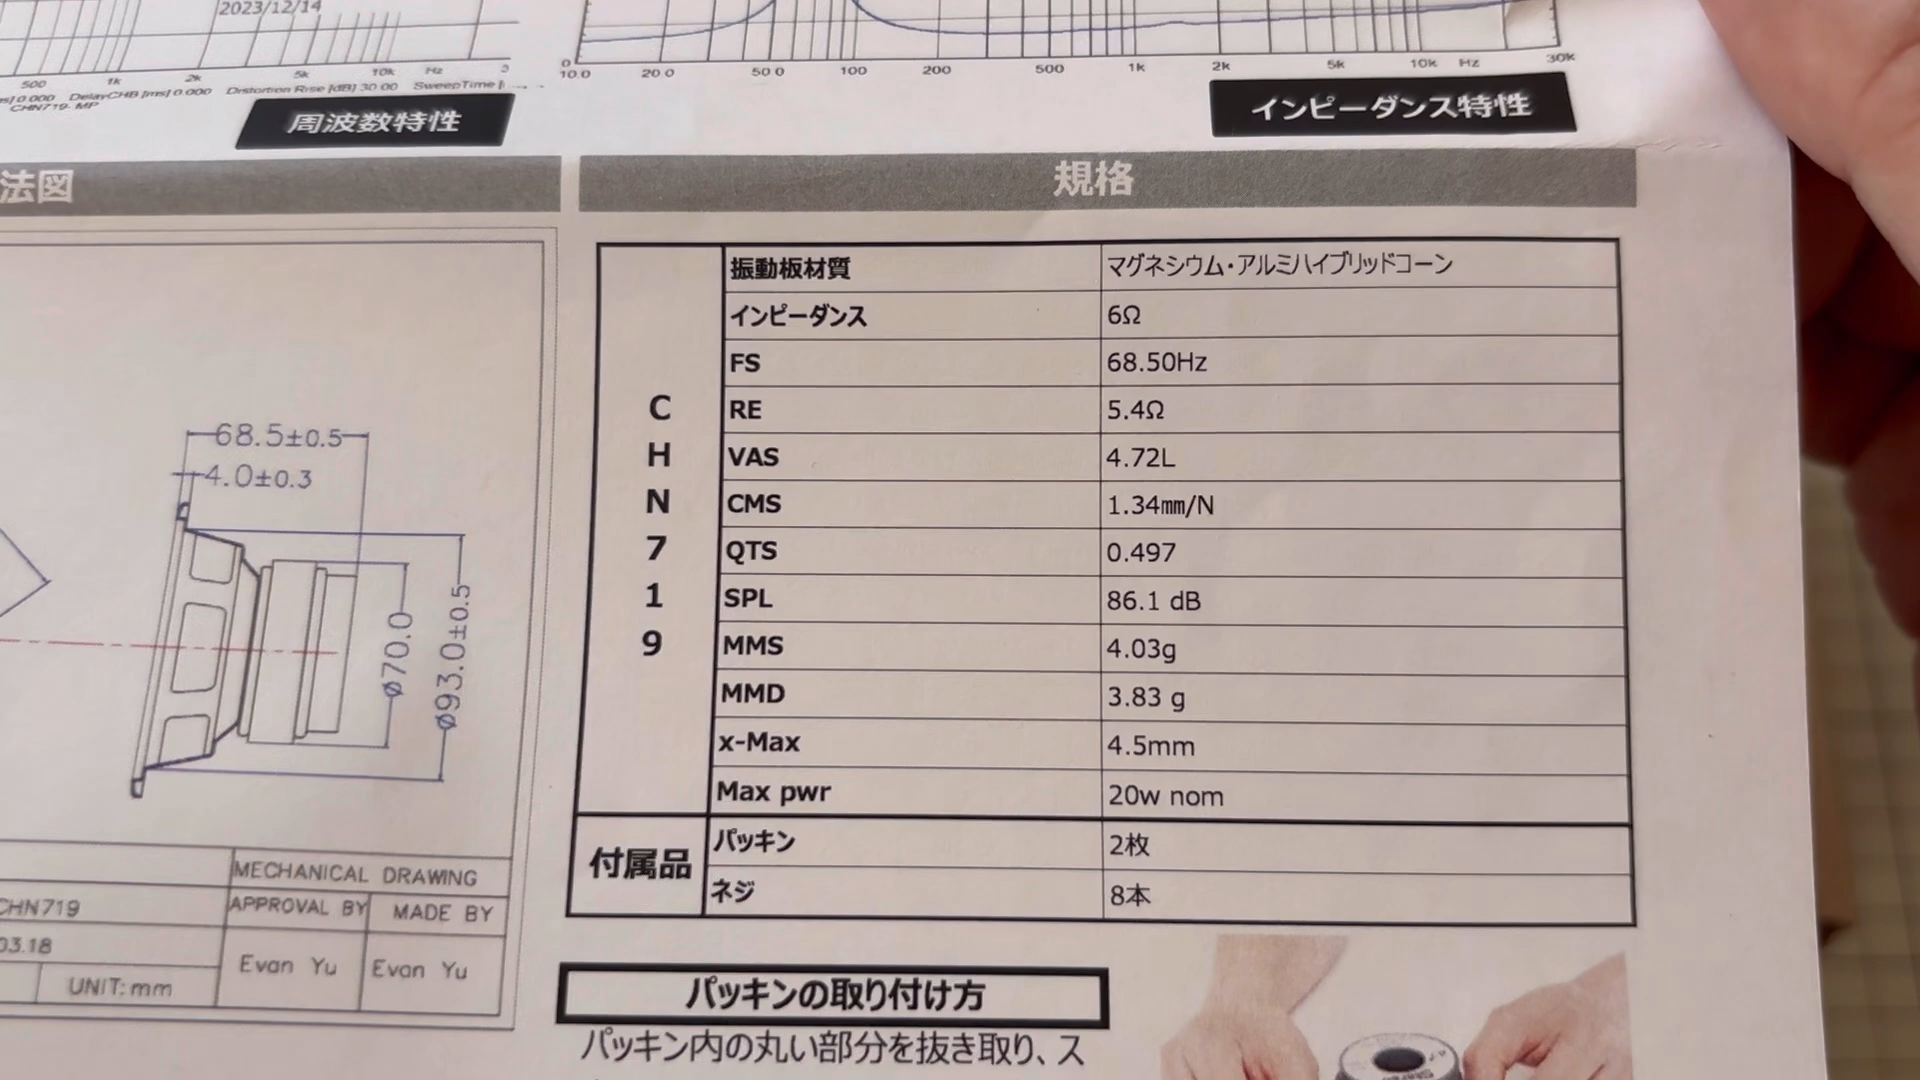 2023/12/14
500 1k 2k 5k 10k Hz
0.000 DelayCHB [ms] 0.000 Distortion Rise [dB] 30.00 SweepTime
CHN719-MP
周波数特性
0
10.0 20.0 50.0 100 200 500 1k 2k 5k 10k Hz 30k
インピーダンス特性
法図
68.5±0.5
4.0±0.3
ø70.0
ø93.0±0.5
MECHANICAL DRAWING
CHN719 APPROVAL BY MADE BY
03.18 Evan Yu Evan Yu
UNIT:mm
規格
CHN719
振動板材質 マグネシウム・アルミハイブリッドコーン
インピーダンス 6Ω
FS 68.50Hz
RE 5.4Ω
VAS 4.72L
CMS 1.34㎜/N
QTS 0.497
SPL 86.1 dB
MMS 4.03g
MMD 3.83 g
x-Max 4.5mm
Max pwr 20w nom
付属品
パッキン 2枚
ネジ 8本
パッキンの取り付け方
パッキン内の丸い部分を抜き取り、ス